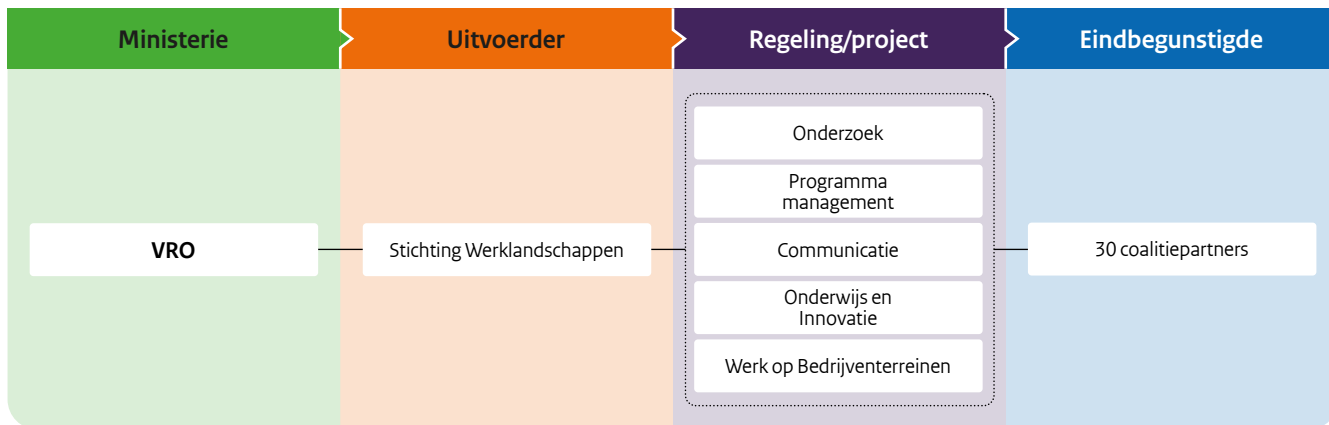 Ministerie
Uitvoerder
Regeling/project
Eindbegunstigde
VRO
Stichting Werklandschappen
Onderzoek
Programma
management
Communicatie
Onderwijs en
Innovatie
Werk op Bedrijventerreinen
30 coalitiepartners